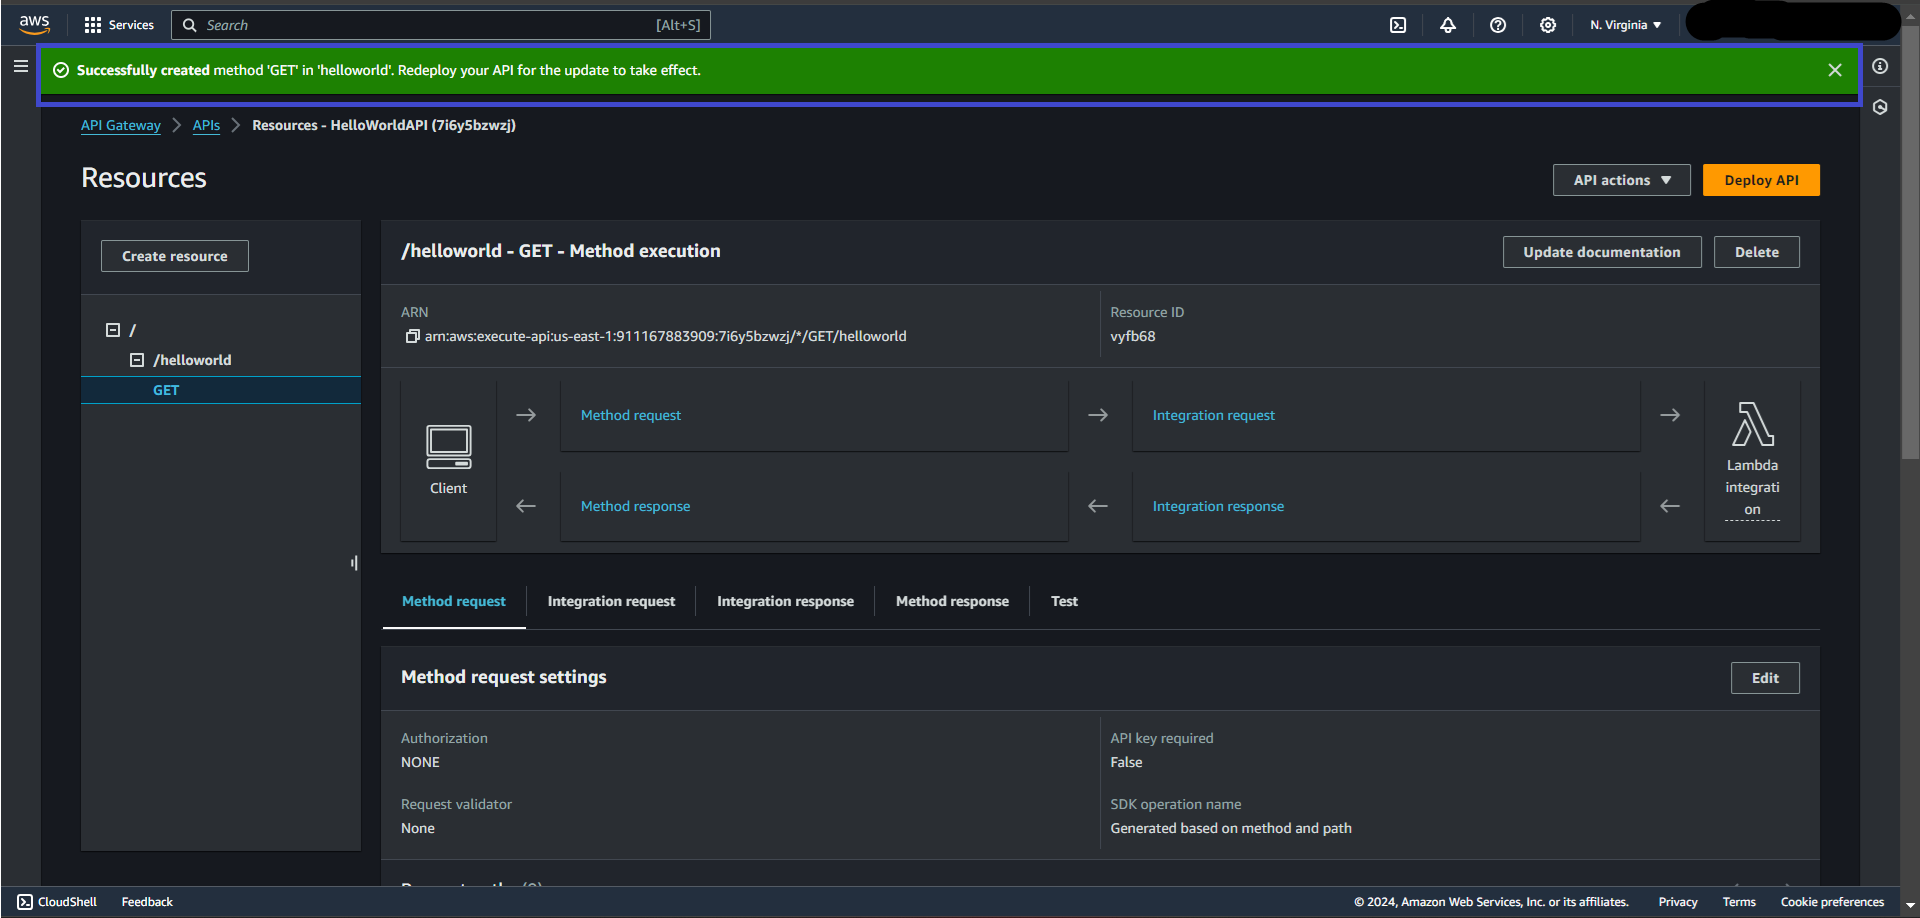 aws
Services
Search
[Alt+S]
N. Virginia
Successfully created method 'GET' in 'helloworld'. Redeploy your API for the update to take effect.
API Gateway
APIs
Resources - HelloWorldAPI (7i6y5bzwzj)
Resources
API actions
Deploy API
Create resource
/
/helloworld
GET
/helloworld - GET - Method execution
Update documentation
Delete
ARN
arn:aws:execute-api:us-east-1:911167883909:7i6y5bzwzj/*/GET/helloworld
Resource ID
vyfb68
Client
Method request
Integration request
Method response
Integration response
Lambda
integrati
on
Method request
Integration request
Integration response
Method response
Test
Method request settings
Edit
Authorization
NONE
API key required
False
Request validator
None
SDK operation name
Generated based on method and path
CloudShell
Feedback
© 2024, Amazon Web Services, Inc. or its affiliates.
Privacy
Terms
Cookie preferences